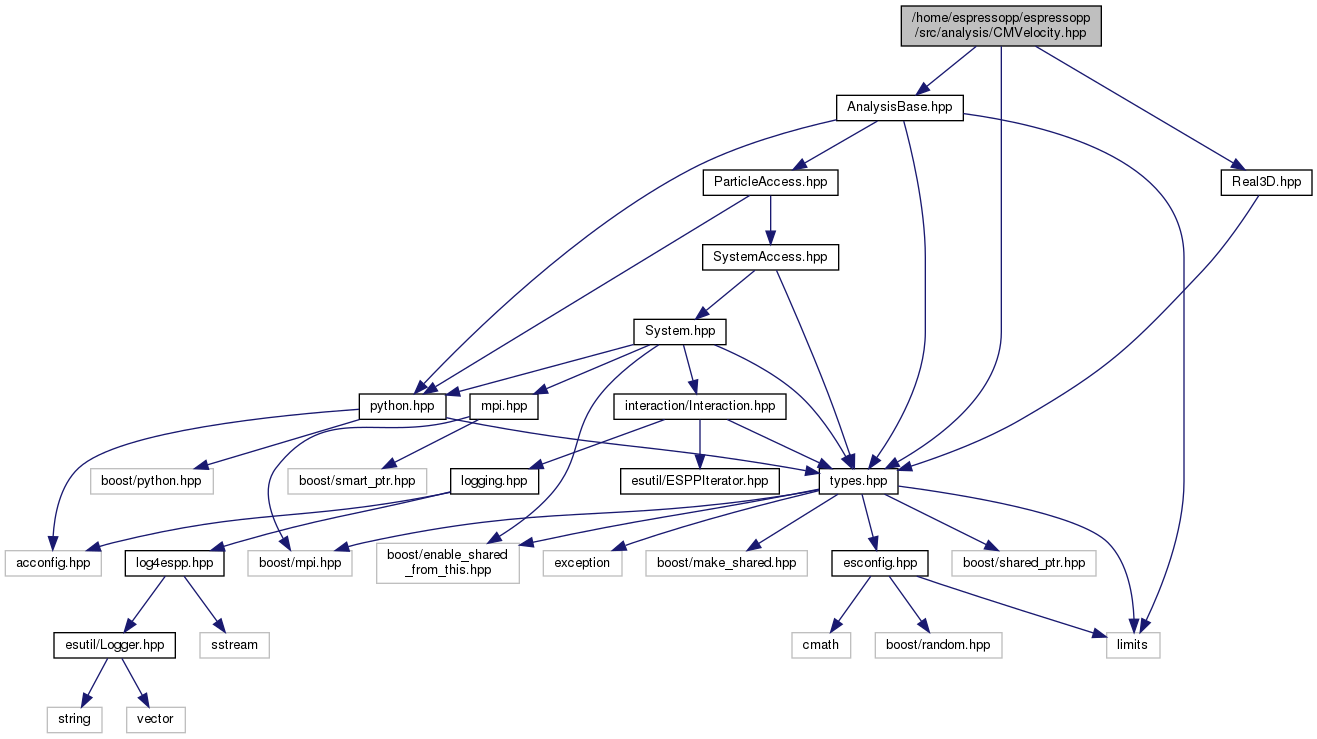 /home/espressopp/espressopp
/src/analysis/CMVelocity.hpp
AnalysisBase.hpp
ParticleAccess.hpp
Real3D.hpp
SystemAccess.hpp
System.hpp
python.hpp
mpi.hpp
interaction/Interaction.hpp
boost/python.hpp
boost/smart_ptr.hpp
logging.hpp
esutil/ESPPIterator.hpp
types.hpp
acconfig.hpp
log4espp.hpp
boost/mpi.hpp
boost/enable_shared
_from_this.hpp
exception
boost/make_shared.hpp
esconfig.hpp
boost/shared_ptr.hpp
esutil/Logger.hpp
sstream
cmath
boost/random.hpp
limits
string
vector